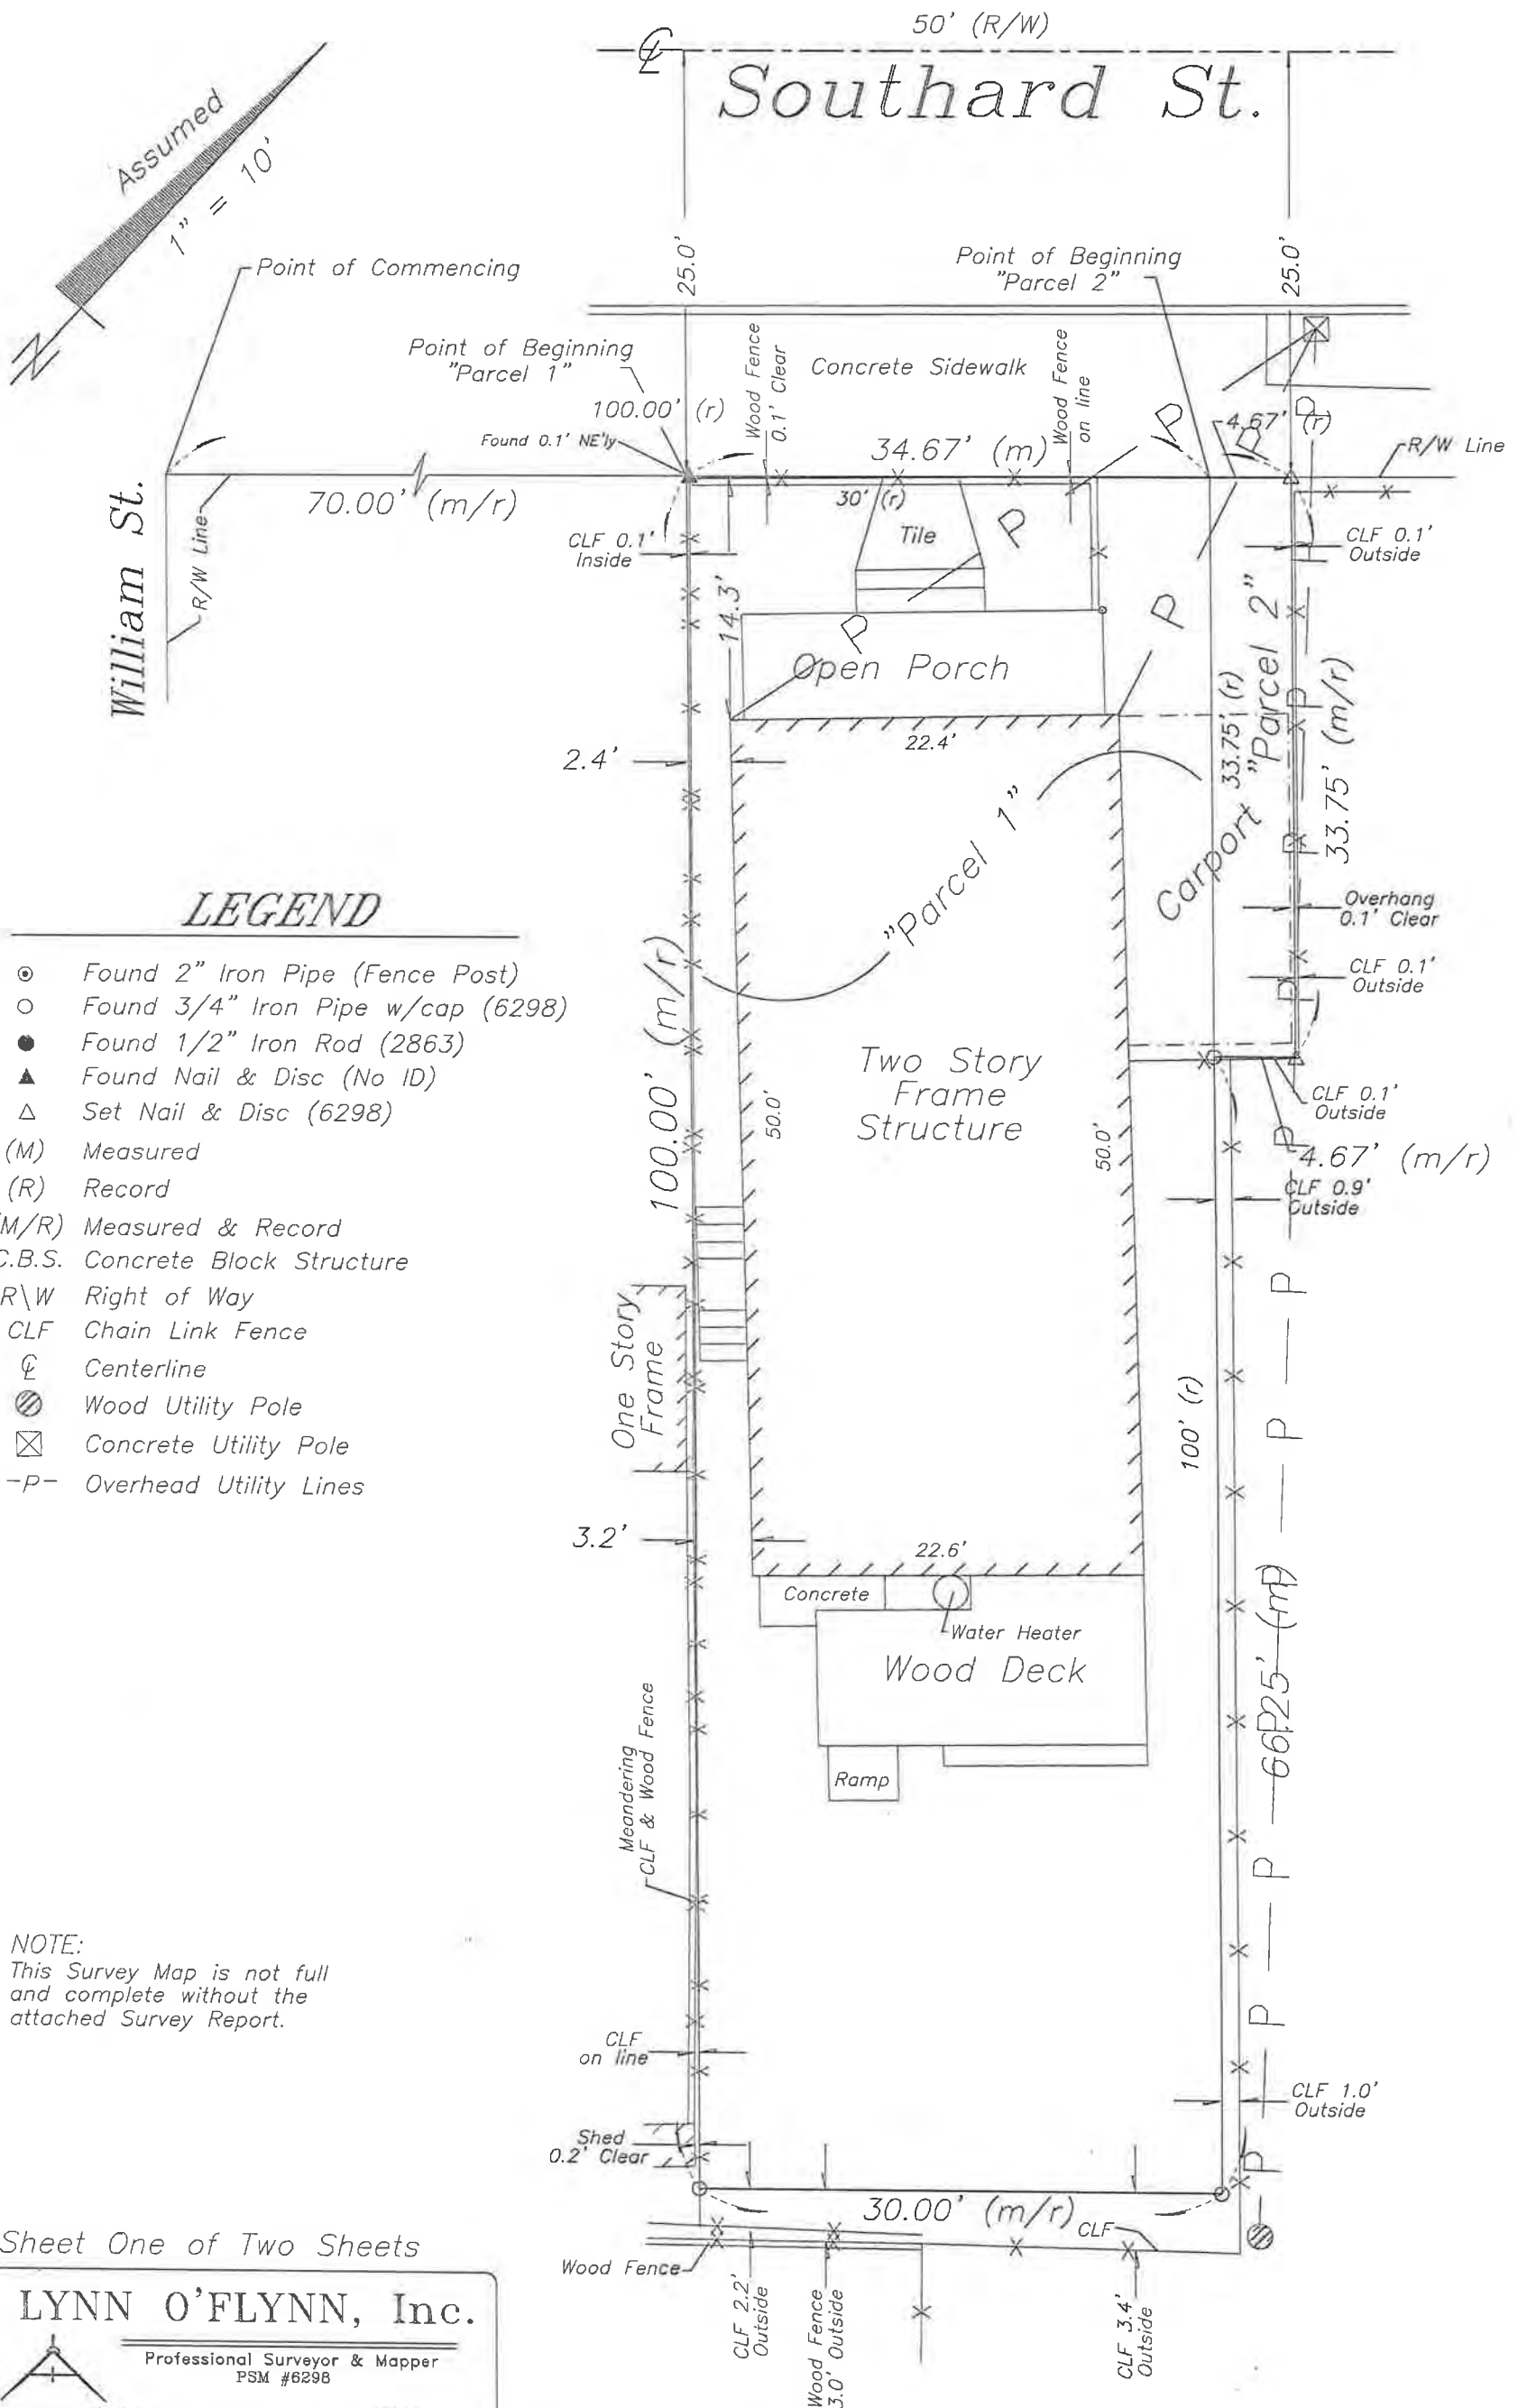 50' (R/W)
℄
Southard St.
Assumed
1" = 10'
N
25.0'
25.0'
Point of Commencing
Point of Beginning
"Parcel 2"
Point of Beginning
"Parcel 1"
Wood Fence
0.1' Clear
Concrete Sidewalk
Wood Fence
on line
100.00' (r)
Found 0.1' NE'ly
34.67' (m)
P
4.67' (r)
P
P
R/W Line
70.00' (m/r)
30' (r)
William St.
R/W Line
CLF 0.1'
Inside
Tile
P
CLF 0.1'
Outside
14.3'
P
P
Open Porch
"Parcel 2"
33.75' (r)
33.75' (m/r)
P
22.4'
2.4'
"Parcel 1"
Carport
P
LEGEND
Overhang
0.1' Clear
Found 2" Iron Pipe (Fence Post)
Found 3/4" Iron Pipe w/cap (6298)
Found 1/2" Iron Rod (2863)
Found Nail & Disc (No ID)
Set Nail & Disc (6298)
(M) Measured
(R) Record
M/R) Measured & Record
C.B.S. Concrete Block Structure
R\W Right of Way
CLF Chain Link Fence
℄ Centerline
Wood Utility Pole
Concrete Utility Pole
-P- Overhead Utility Lines
CLF 0.1'
Outside
P
100.00' (m/r)
Two Story
Frame
Structure
50.0'
50.0'
CLF 0.1'
Outside
P
4.67' (m/r)
CLF 0.9'
Outside
P
One Story
Frame
100' (r)
P
3.2'
22.6'
66.25' (m)
P
P
Concrete
Water Heater
Wood Deck
Meandering
CLF & Wood Fence
Ramp
P
NOTE:
This Survey Map is not full
and complete without the
attached Survey Report.
P
CLF
on line
CLF 1.0'
Outside
Shed
0.2' Clear
P
30.00' (m/r)
CLF
Wood Fence
CLF 2.2'
Outside
Wood Fence
3.0' Outside
CLF 3.4'
Outside
Sheet One of Two Sheets
LYNN O'FLYNN, Inc.
Professional Surveyor & Mapper
PSM #6298